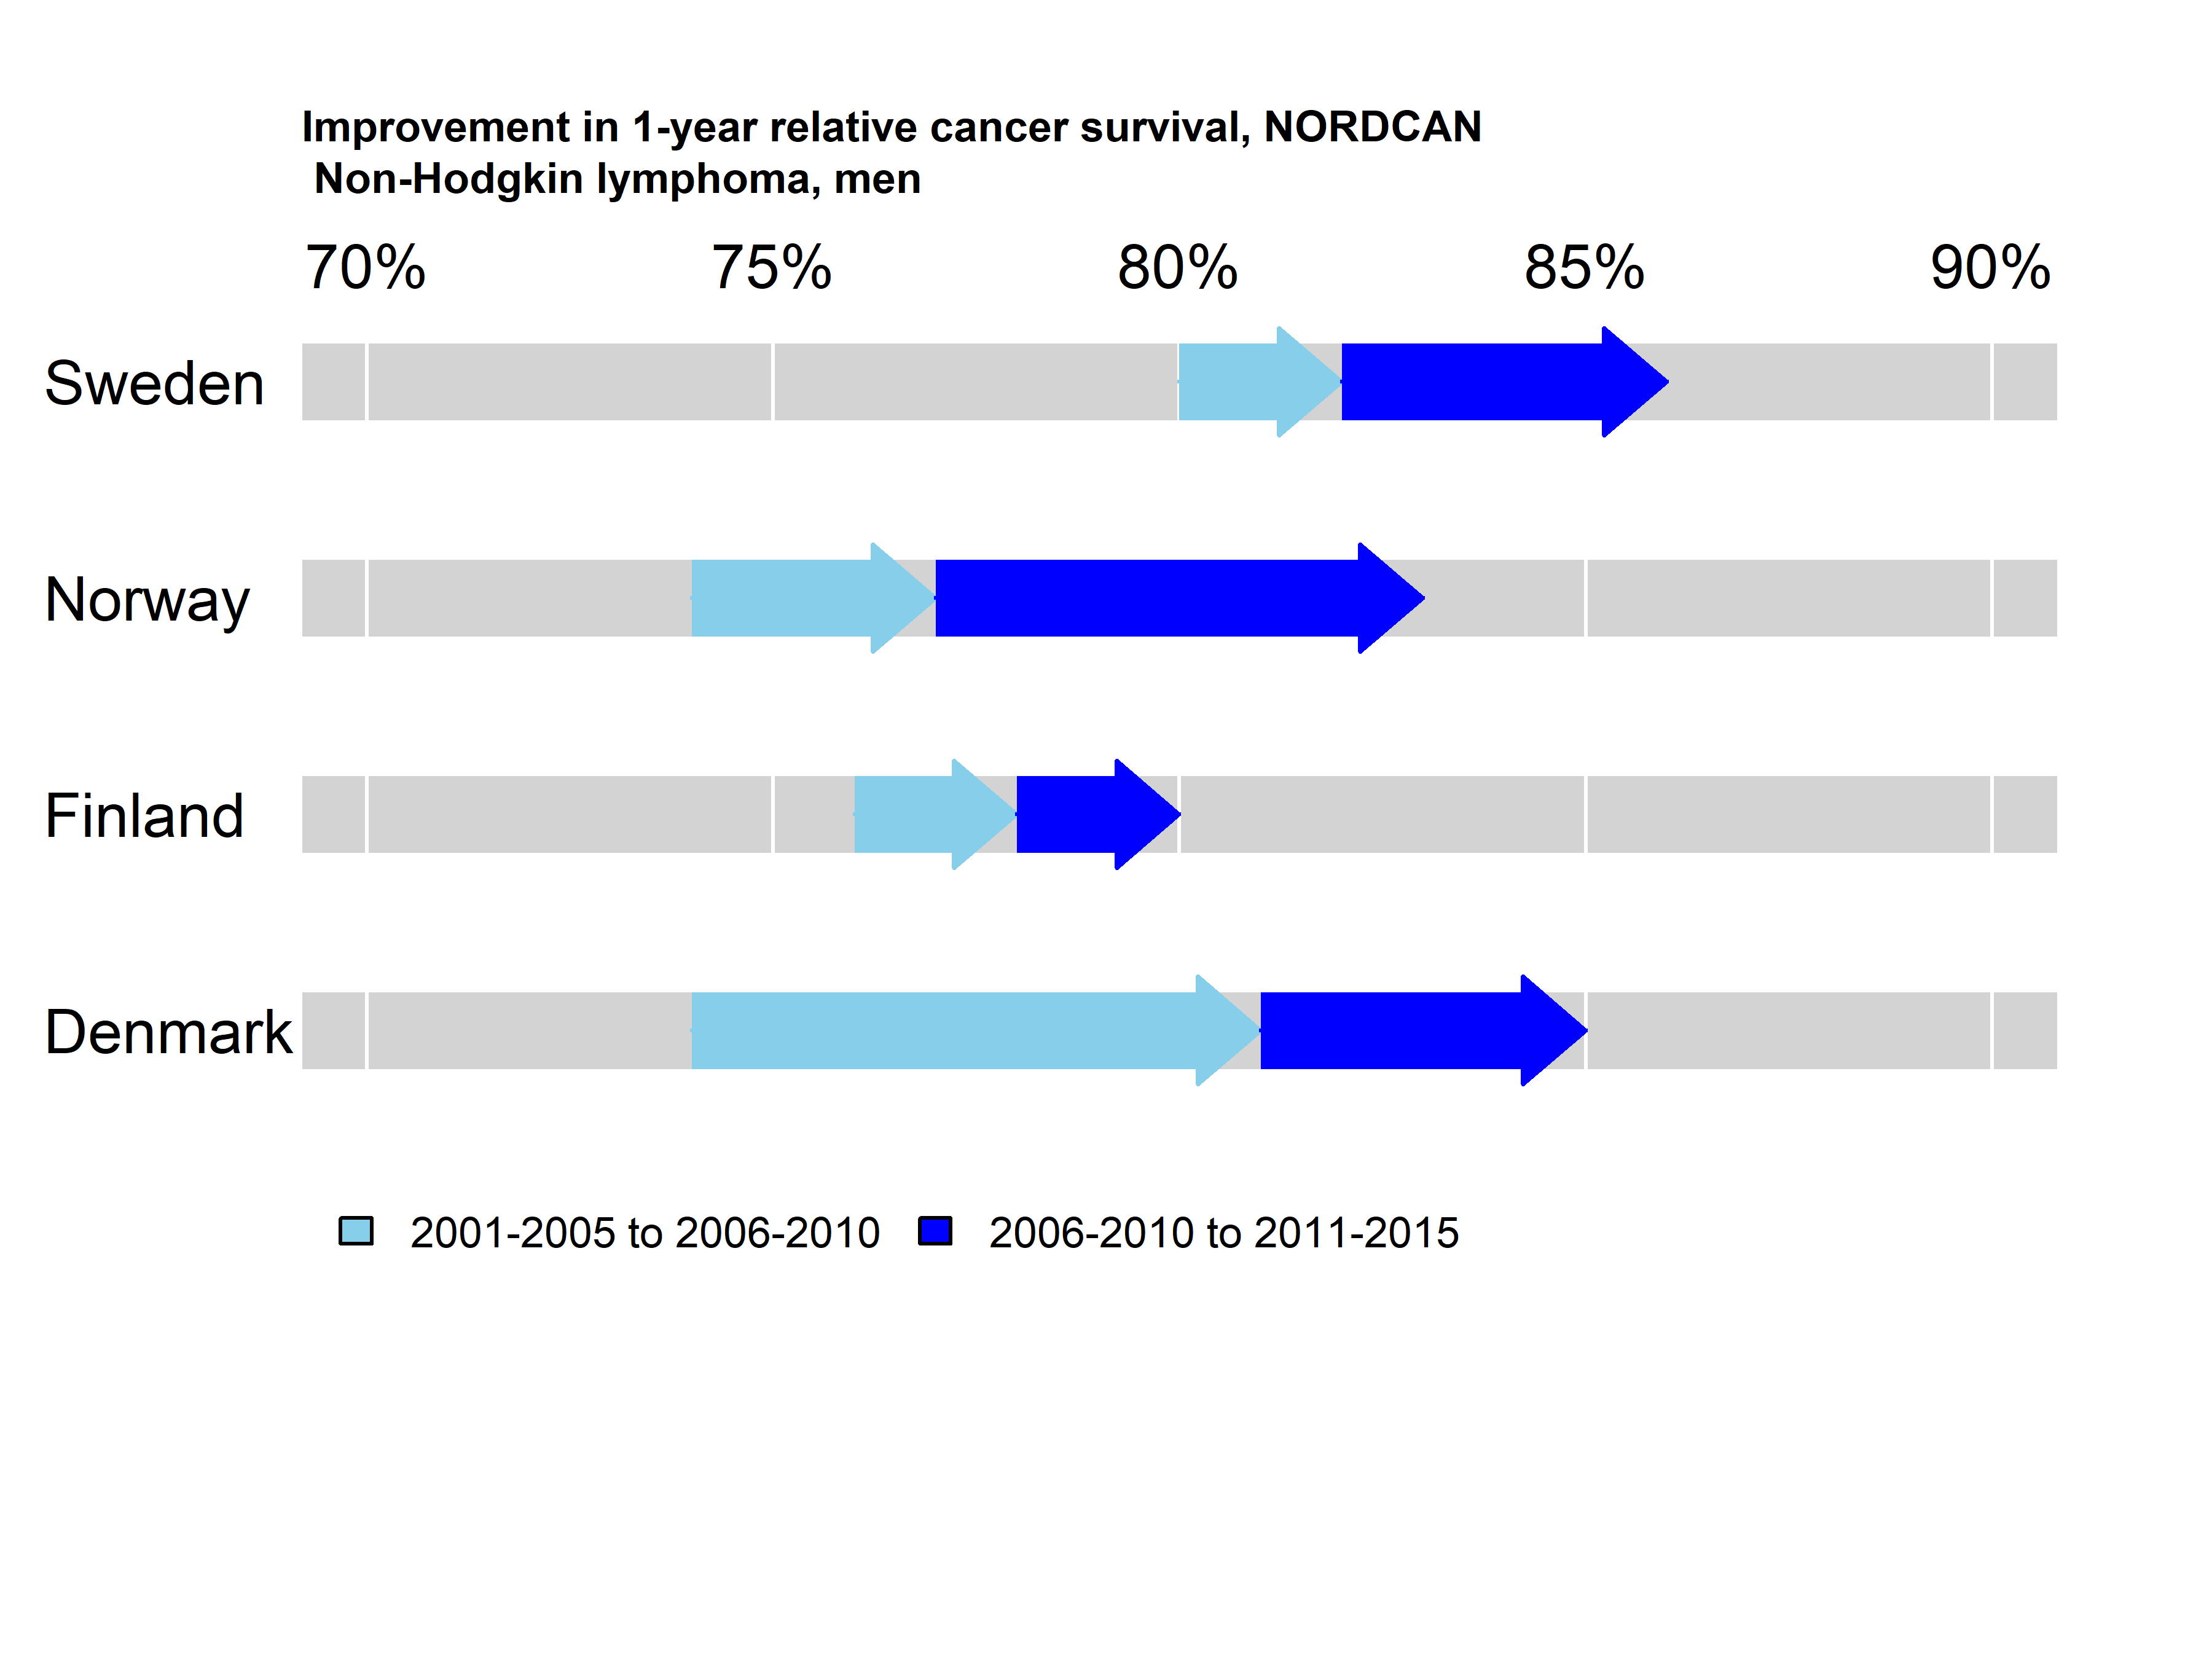 Improvement in 1-year relative cancer survival, NORDCAN
Non-Hodgkin lymphoma, men
70% 75% 80% 85% 90%
Sweden
Norway
Finland
Denmark
2001-2005 to 2006-2010 2006-2010 to 2011-2015